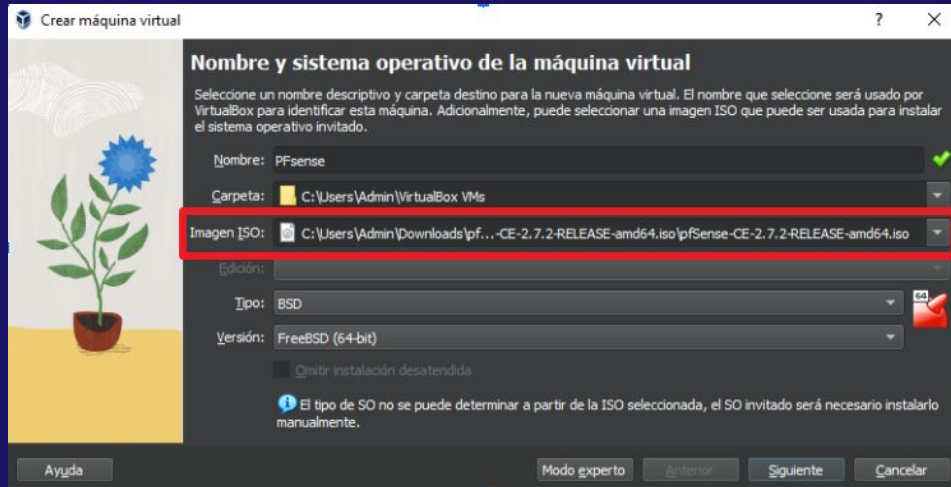 Crear máquina virtual
?
Nombre y sistema operativo de la máquina virtual
Seleccione un nombre descriptivo y carpeta destino para la nueva máquina virtual. El nombre que seleccione será usado por
VirtualBox para identificar esta máquina. Adicionalmente, puede seleccionar una imagen ISO que puede ser usada para instalar
el sistema operativo invitado.
Nombre: PFsense
Carpeta: C:\Users\Admin\VirtualBox VMs
Imagen ISO: C:\Users\Admin\Downloads\pf...-CE-2.7.2-RELEASE-amd64.iso\pfSense-CE-2.7.2-RELEASE-amd64.iso
Edición:
Tipo: BSD
64
Versión: FreeBSD (64-bit)
Omitir instalación desatendida
El tipo de SO no se puede determinar a partir de la ISO seleccionada, el SO invitado será necesario instalarlo
manualmente.
Ayuda Modo experto Anterior Siguiente Cancelar